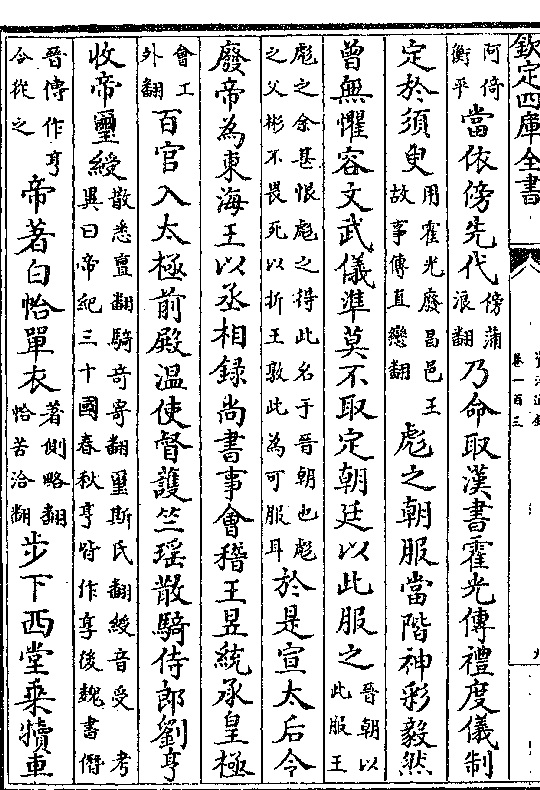 欽定四庫全書
卷一百三
阿倚衡平當依傍先代傍蒲浪翻乃命取漢書霍光傳禮度儀制
定於須臾用霍光廢昌邑王故事傳直戀翻彪之朝服當階神彩毅然
曾無懼容文武儀準莫不取定朝廷以此服之晉朝以此服王
彪之余甚恨彪之得此名于晉朝也彪之父彬不畏死以折王敦此為可服耳於是宣太后令
廢帝為東海王以丞相録尚書事會稽王昱統承皇極
會工外翻百官入太極前殿温使督護竺瑤散騎侍郎劉亨
收帝璽綬散悉亶翻騎竒寄翻璽斯氏翻綬音受 考異曰帝紀三十國春秋亨皆作享後魏書僭
晉傳作亨今從之帝著白帢單衣著側略翻帢苦洽翻步下西堂乗犢車